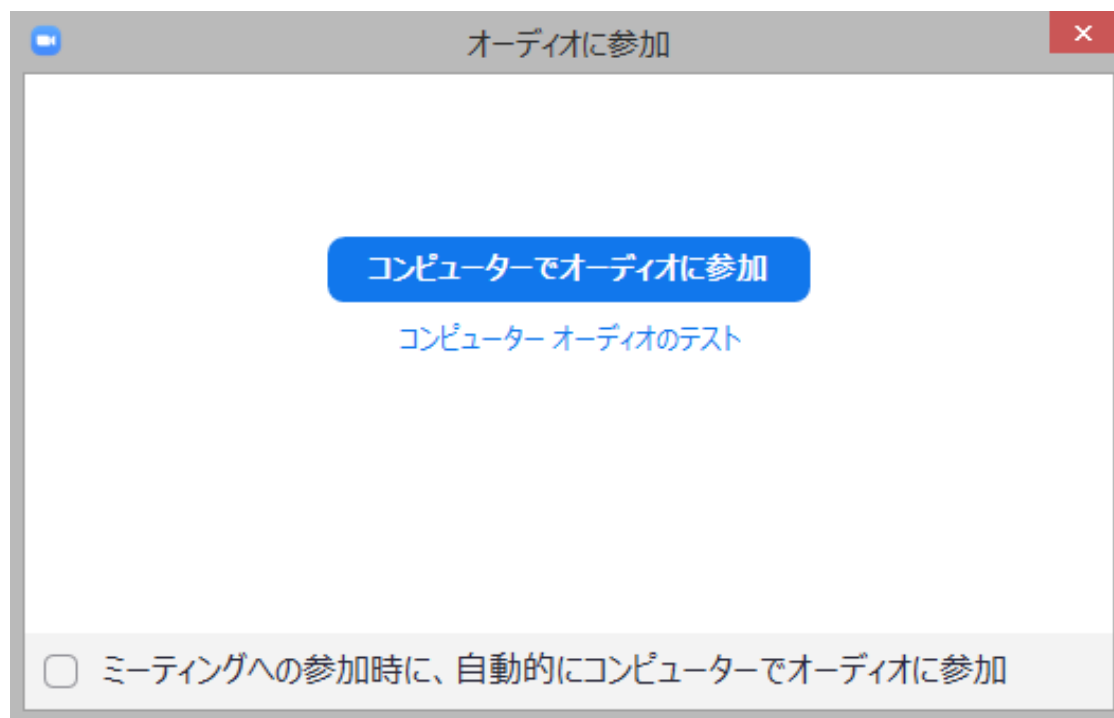 オーディオに参加
コンピューターでオーディオに参加
コンピューター オーディオのテスト
ミーティングへの参加時に、自動的にコンピューターでオーディオに参加